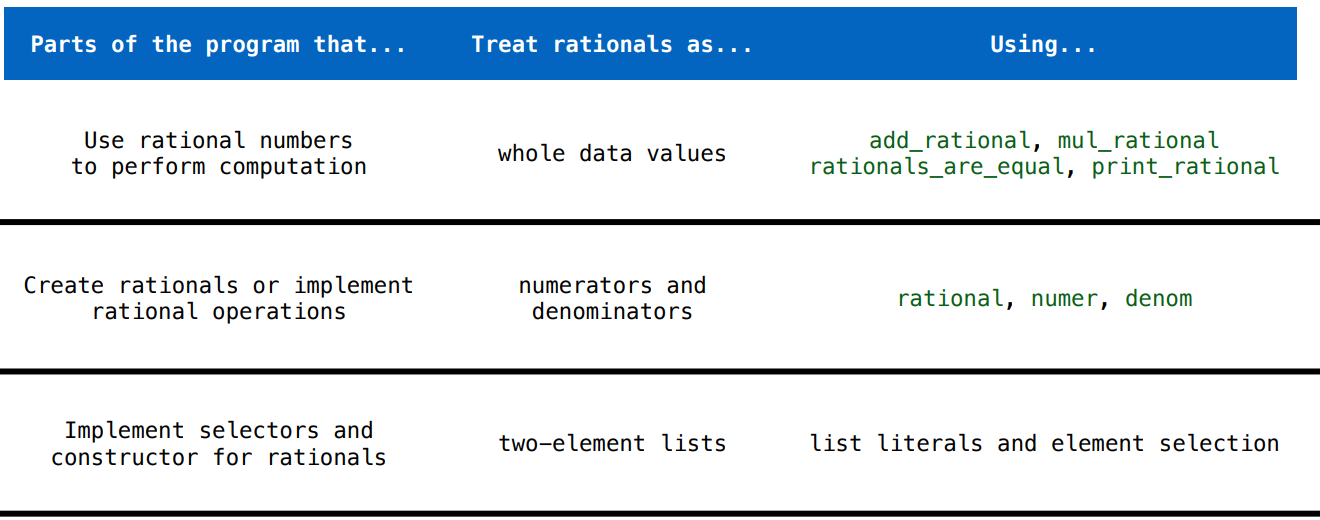 Parts of the program that... Treat rationals as... Using...
Use rational numbers
to perform computation
whole data values
add_rational, mul_rational
rationals_are_equal, print_rational
Create rationals or implement
rational operations
numerators and
denominators
rational, numer, denom
Implement selectors and
constructor for rationals
two-element lists
list literals and element selection